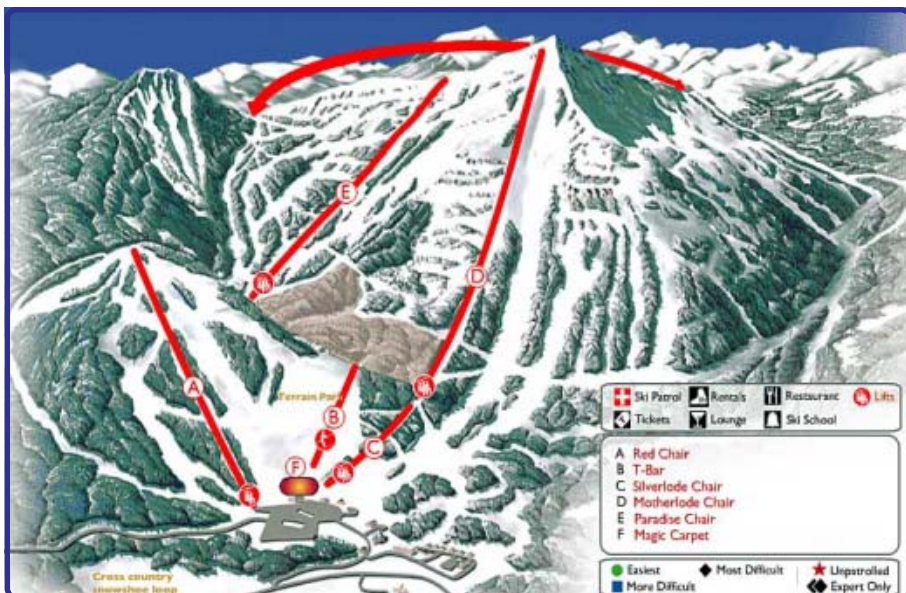 E
D
A
Terrain Park
B
C
F
Ski Patrol
Rentals
Restaurant
Lifts
Tickets
Lounge
Ski School
A Red Chair
B T-Bar
C Silverlode Chair
D Motherlode Chair
E Paradise Chair
F Magic Carpet
Easiest
Most Difficult
Unpatrolled
More Difficult
Expert Only
Cross country
snowshoe loop